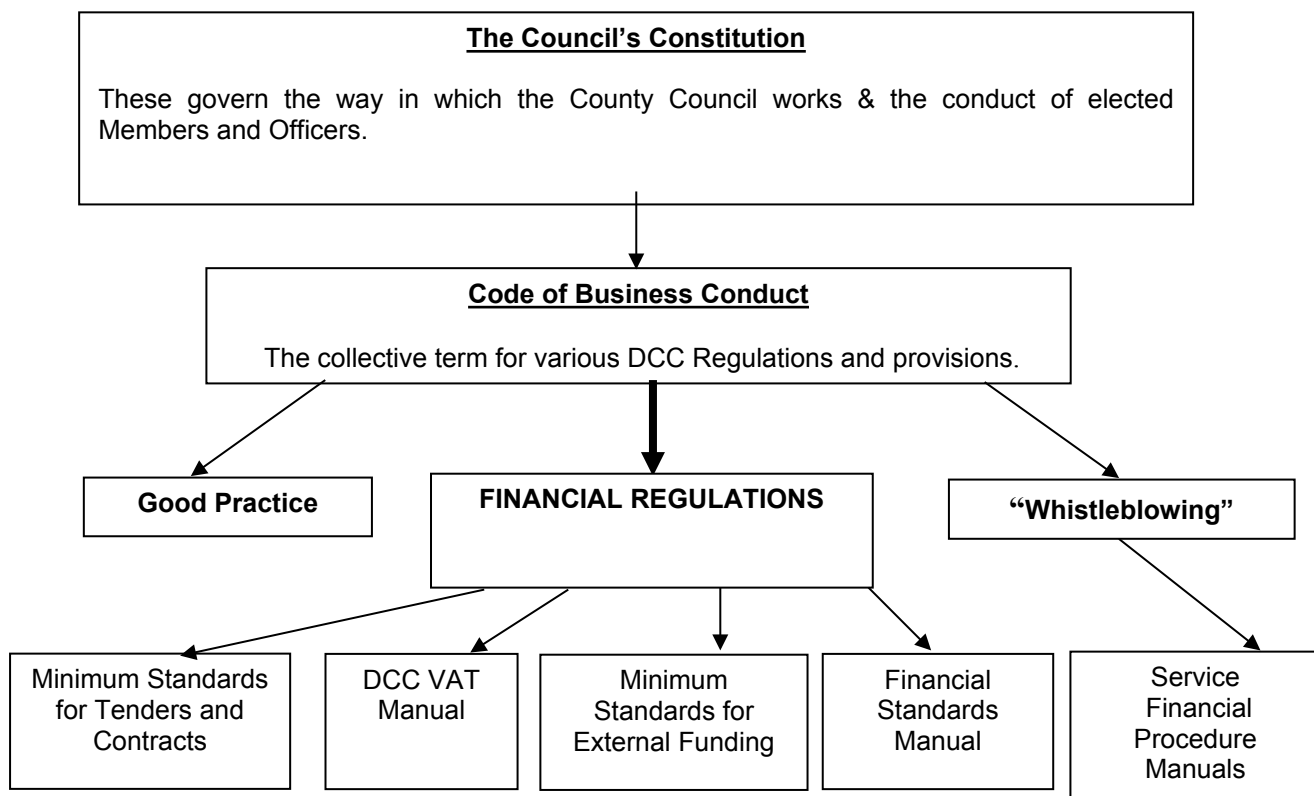 The Council's Constitution
These govern the way in which the County Council works & the conduct of elected
Members and Officers.
Code of Business Conduct
The collective term for various DCC Regulations and provisions.
Good Practice
FINANCIAL REGULATIONS
“Whistleblowing”
Minimum Standards
for Tenders and
Contracts
DCC VAT
Manual
Minimum
Standards for
External Funding
Financial
Standards
Manual
Service
Financial
Procedure
Manuals